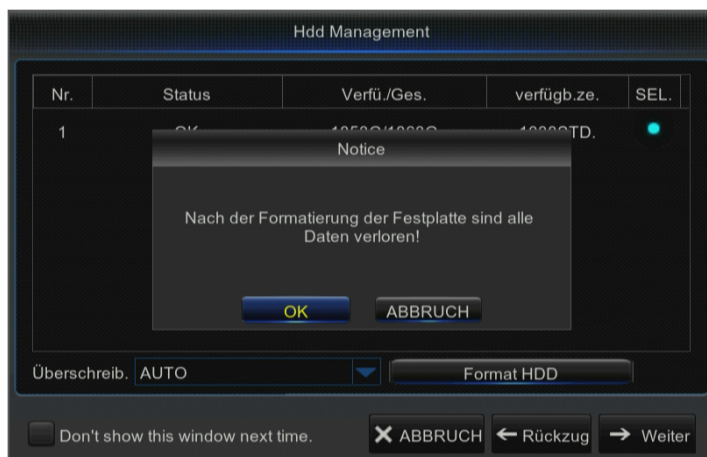 Hdd Management
Nr. Status Verfü./Ges. verfügb.ze. SEL.
1
Notice
Nach der Formatierung der Festplatte sind alle
Daten verloren!
OK ABBRUCH
Überschreib. AUTO Format HDD
Don't show this window next time. ABBRUCH Rückzug Weiter